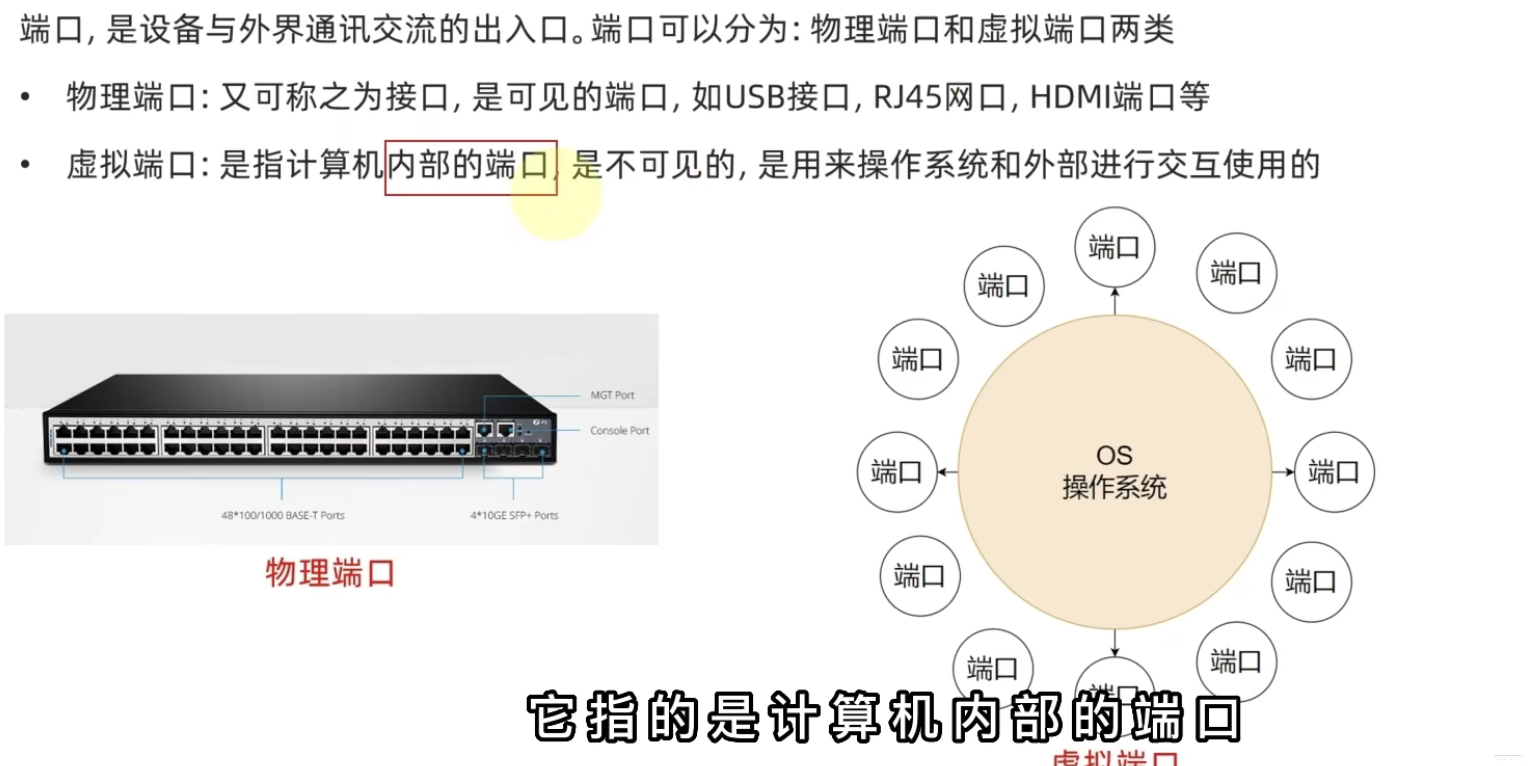 端口, 是设备与外界通讯交流的出入口。端口可以分为: 物理端口和虚拟端口两类
• 物理端口: 又可称之为接口, 是可见的端口, 如USB接口, RJ45网口, HDMI端口等
• 虚拟端口: 是指计算机内部的端口, 是不可见的, 是用来操作系统和外部进行交互使用的
MGT Port
Console Port
48*100/1000 BASE-T Ports
4*10GE SFP+ Ports
物理端口
端口
端口
端口
端口
端口
端口
OS
操作系统
端口
端口
端口
端口
端口
端口
它指的是计算机内部的端口
虚拟端口